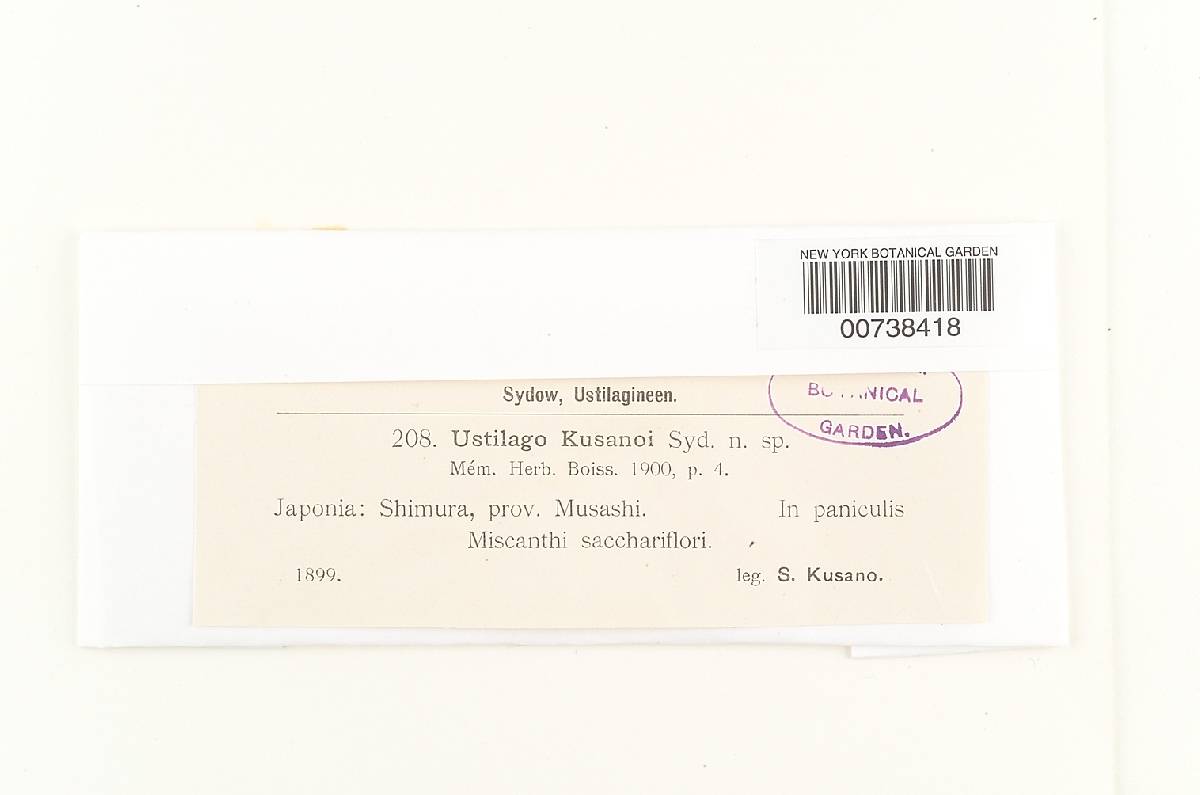 NEW YORK BOTANICAL GARDEN
00738418
Sydow, Ustilagineen.
BOTANICAL
GARDEN.
208. Ustilago Kusanoi Syd. n. sp.
Mém. Herb. Boiss. 1900, p. 4.
Japonia: Shimura, prov. Musashi. In paniculis
Miscanthi sacchariflori.
1899. leg. S. Kusano.